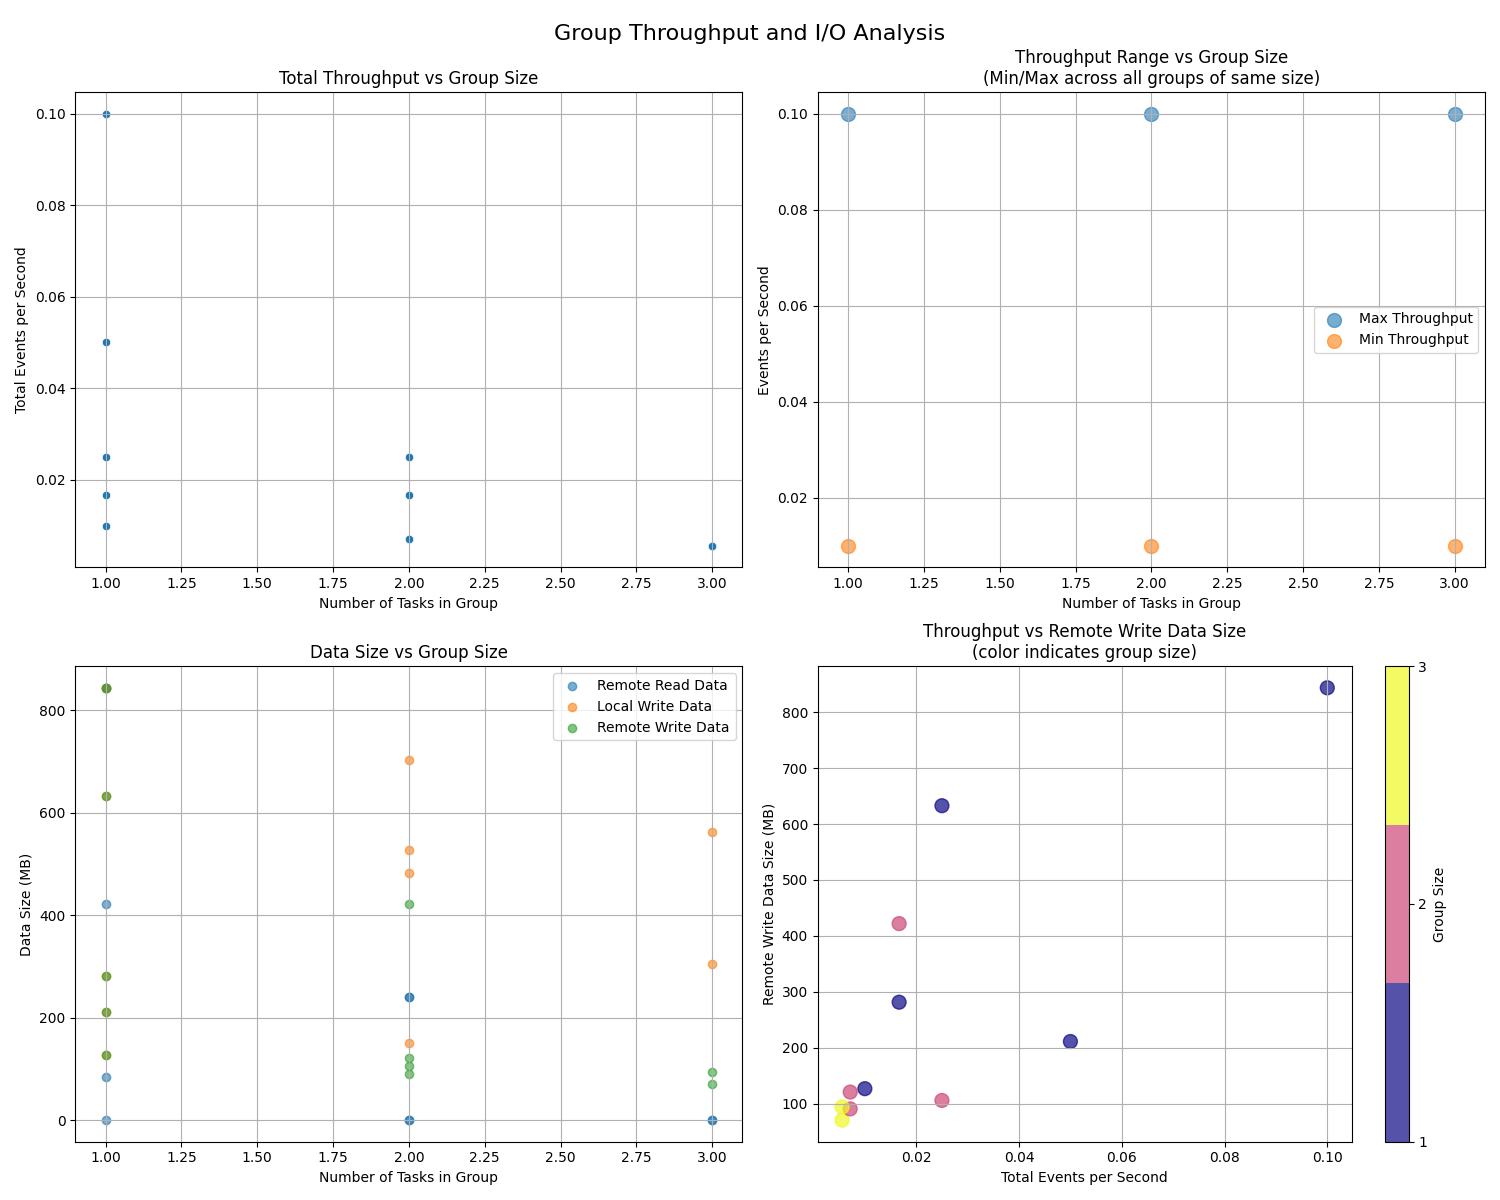 Group Throughput and I/O Analysis
Total Throughput vs Group Size
0.10
0.08
0.06
0.04
0.02
Total Events per Second
1.00 1.25 1.50 1.75 2.00 2.25 2.50 2.75 3.00
Number of Tasks in Group
Throughput Range vs Group Size
(Min/Max across all groups of same size)
0.10
0.08
0.06
0.04
0.02
Events per Second
Max Throughput
Min Throughput
1.00 1.25 1.50 1.75 2.00 2.25 2.50 2.75 3.00
Number of Tasks in Group
Data Size vs Group Size
800
600
400
200
0
Data Size (MB)
Remote Read Data
Local Write Data
Remote Write Data
1.00 1.25 1.50 1.75 2.00 2.25 2.50 2.75 3.00
Number of Tasks in Group
Throughput vs Remote Write Data Size
(color indicates group size)
800
700
600
500
400
300
200
100
Remote Write Data Size (MB)
0.02 0.04 0.06 0.08 0.10
Total Events per Second
3
2
1
Group Size